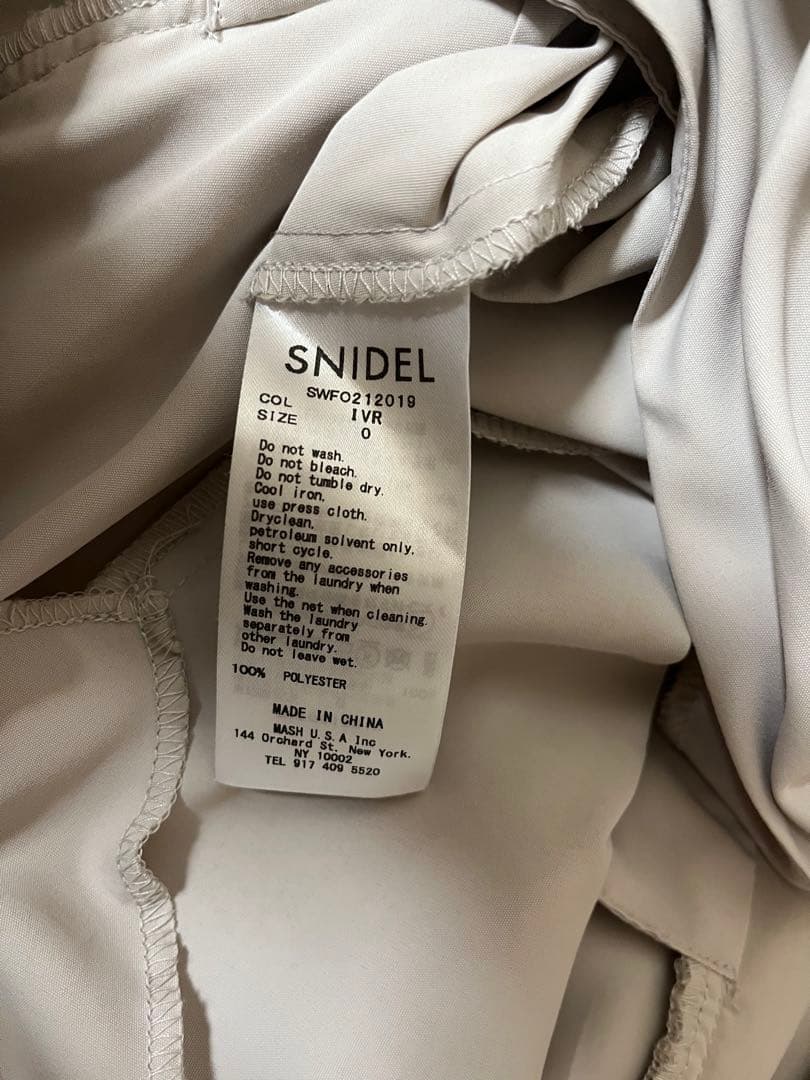 SNIDEL
SWFO212019
COL IVR
SIZE 0
Do not wash.
Do not bleach.
Do not tumble dry.
Cool iron.
use press cloth.
Dryclean.
petroleum solvent only.
short cycle.
Remove any accessories
from the laundry when
washing.
Use the net when cleaning.
Wash the laundry
separately from
other laundry.
Do not leave wet.
100% POLYESTER
MADE IN CHINA
MASH U.S.A Inc
144 Orchard St. New York.
NY 10002
TEL 917 409 5520